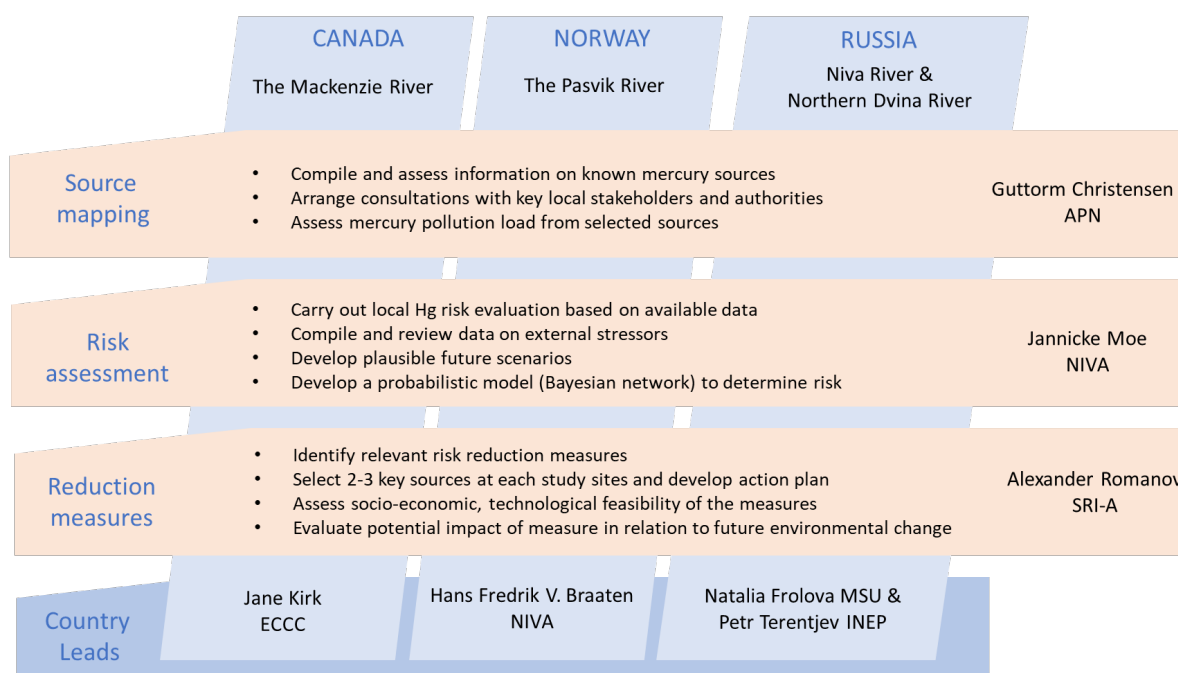 CANADA
The Mackenzie River
NORWAY
The Pasvik River
RUSSIA
Niva River &
Northern Dvina River
Source
mapping
• Compile and assess information on known mercury sources
• Arrange consultations with key local stakeholders and authorities
• Assess mercury pollution load from selected sources
Guttorm Christensen
APN
Risk
assessment
• Carry out local Hg risk evaluation based on available data
• Compile and review data on external stressors
• Develop plausible future scenarios
• Develop a probabilistic model (Bayesian network) to determine risk
Jannicke Moe
NIVA
Reduction
measures
• Identify relevant risk reduction measures
• Select 2-3 key sources at each study sites and develop action plan
• Assess socio-economic, technological feasibility of the measures
• Evaluate potential impact of measure in relation to future environmental change
Alexander Romanov
SRI-A
Country
Leads
Jane Kirk
ECCC
Hans Fredrik V. Braaten
NIVA
Natalia Frolova MSU &
Petr Terentjev INEP